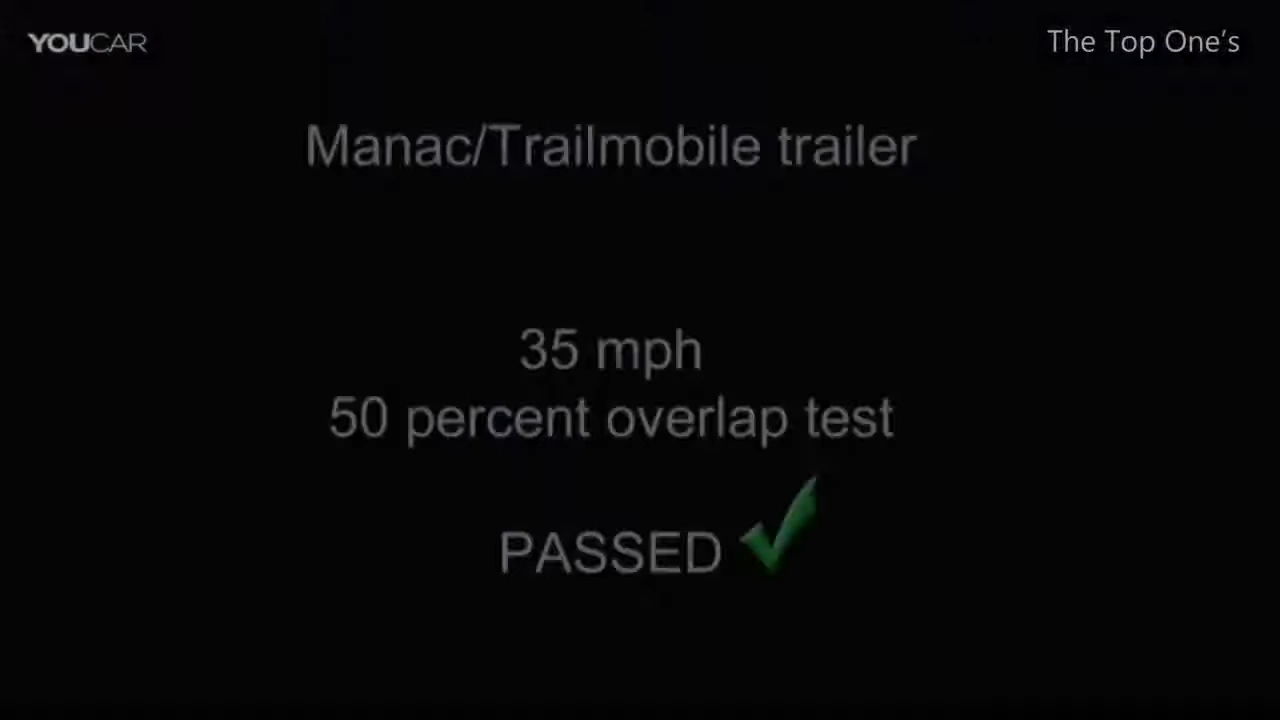 YOUCAR
The Top One’s
Manac/Trailmobile trailer
35 mph
50 percent overlap test
PASSED